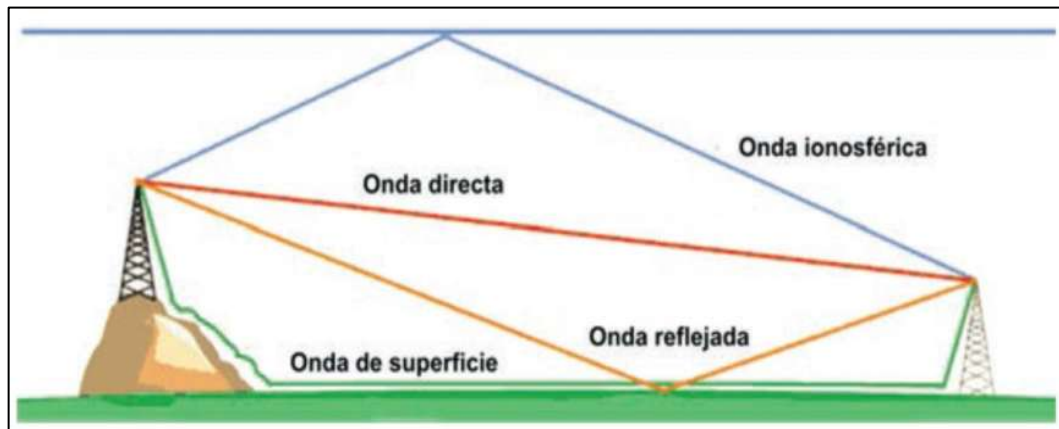 Onda ionosférica
Onda directa
Onda reflejada
Onda de superficie